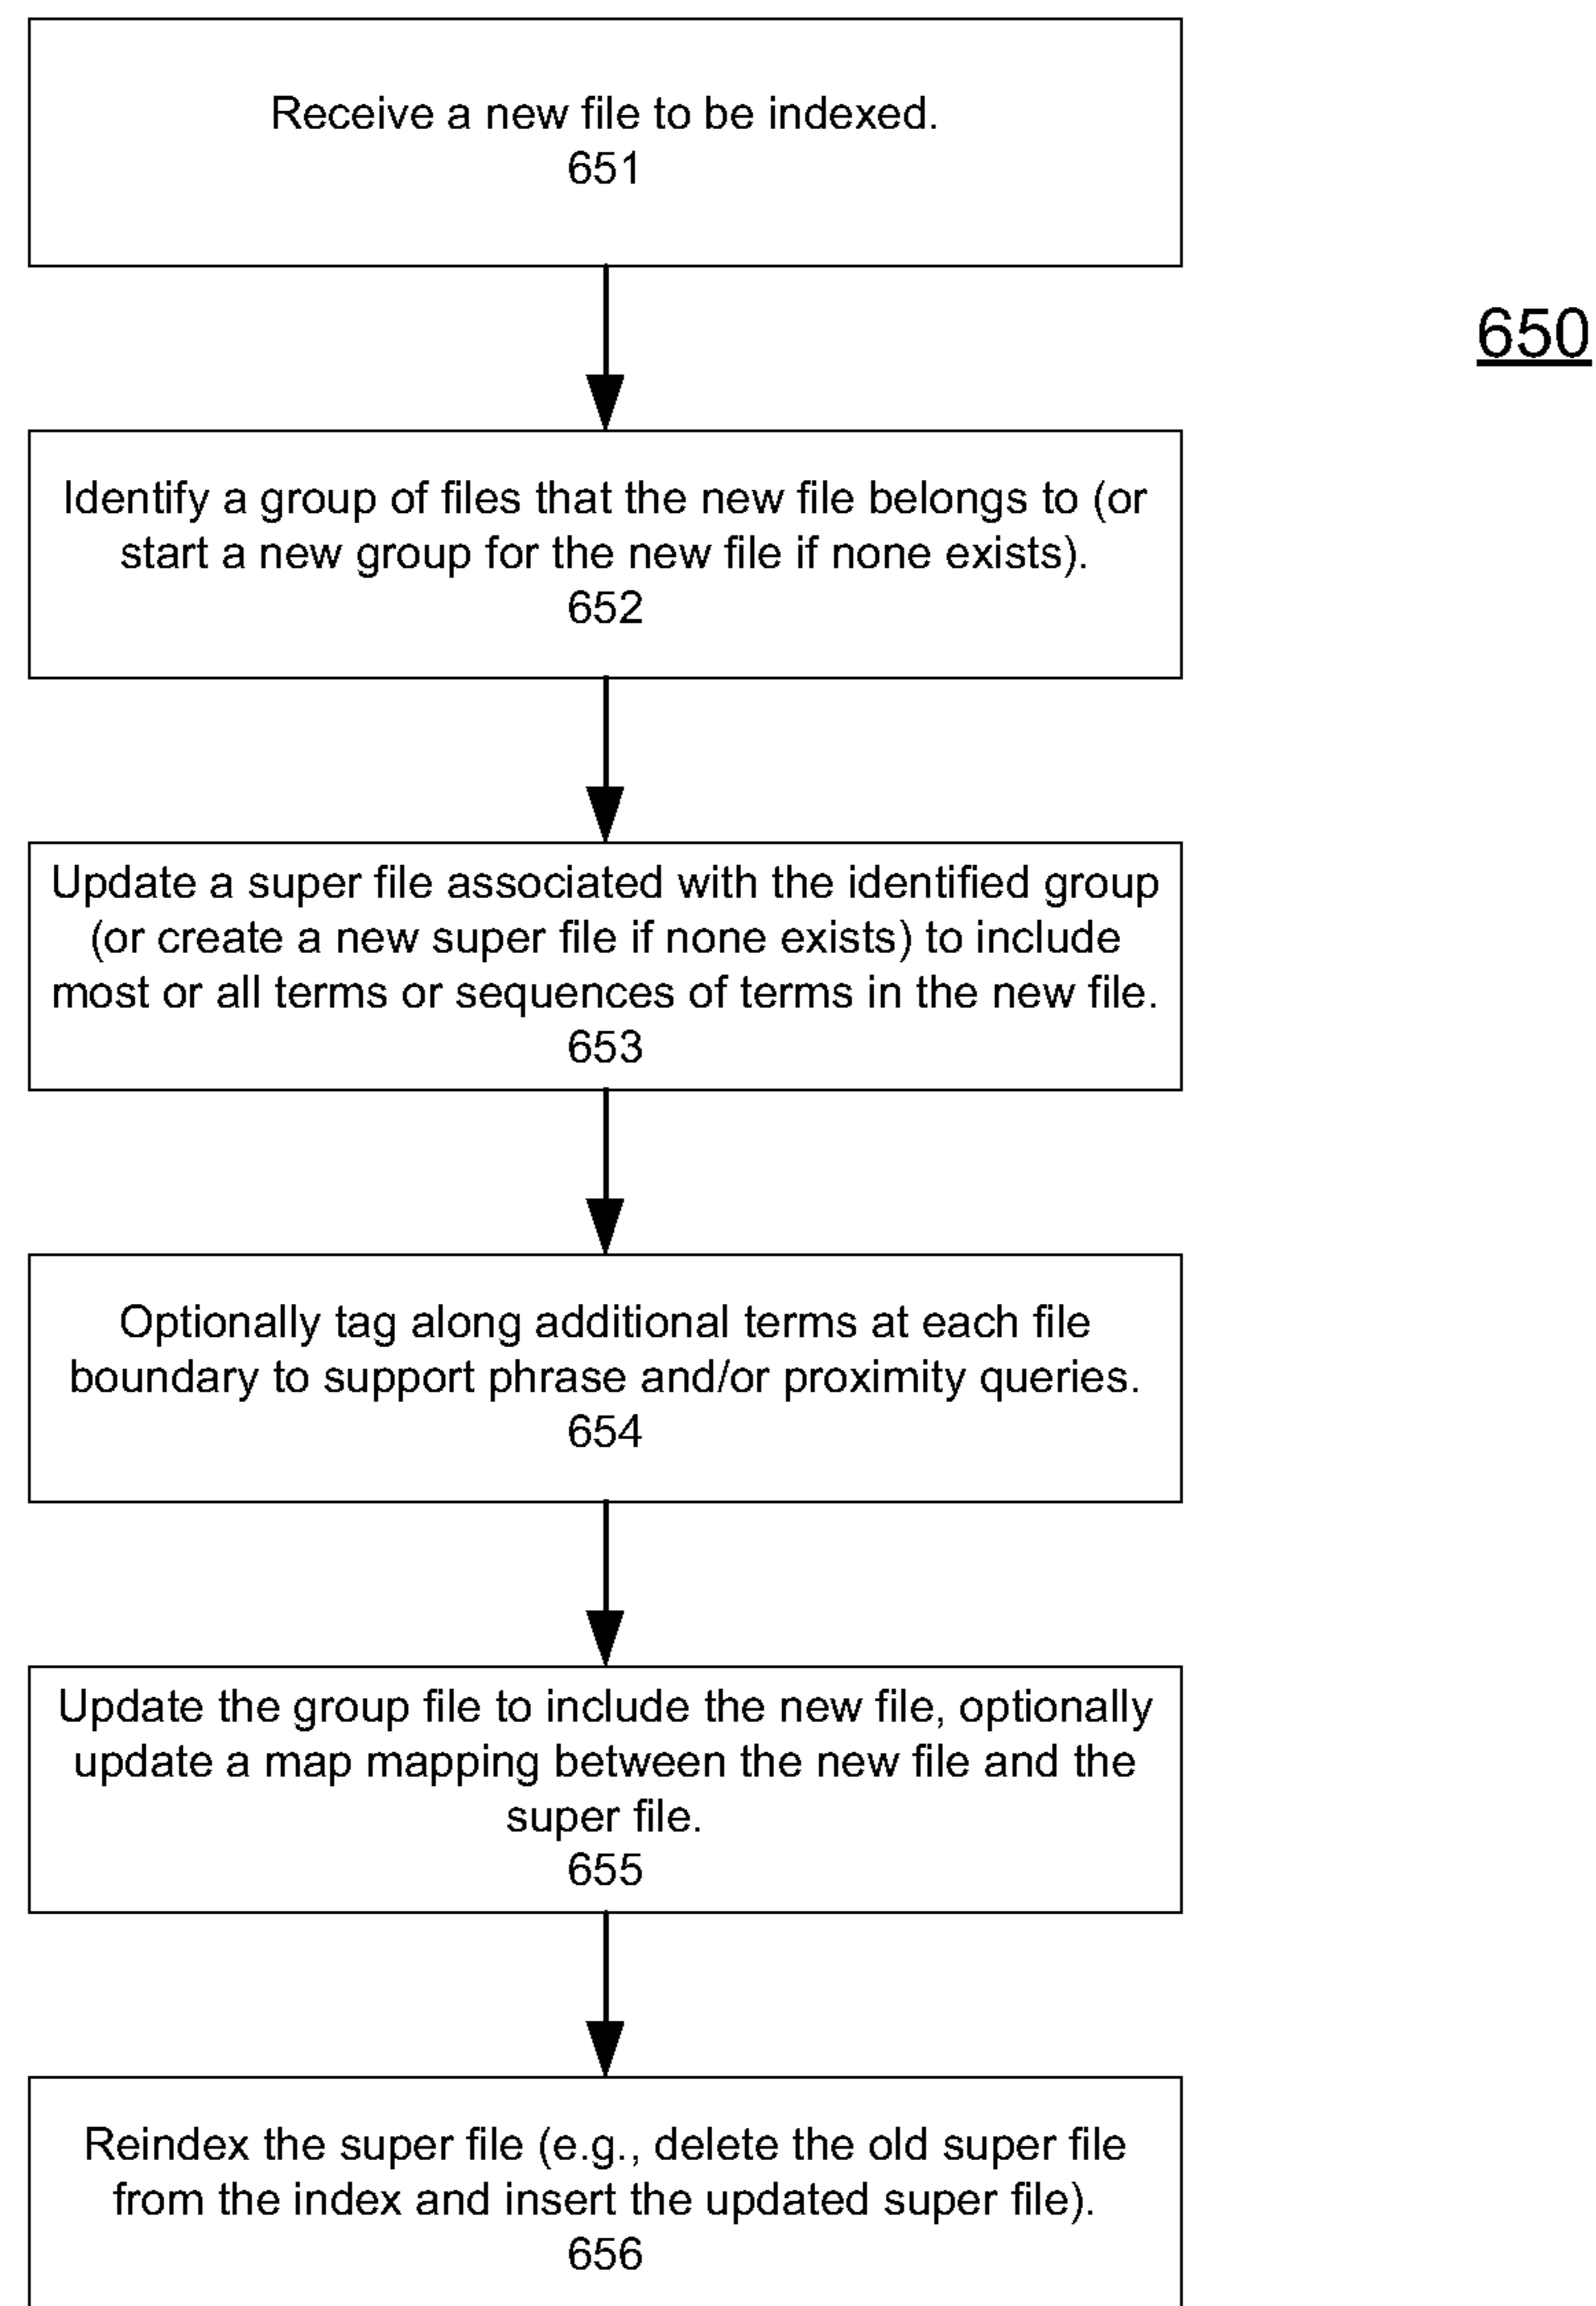 Receive a new file to be indexed.
651
650
Identify a group of files that the new file belongs to (or
start a new group for the new file if none exists).
652
Update a super file associated with the identified group
(or create a new super file if none exists) to include
most or all terms or sequences of terms in the new file.
653
Optionally tag along additional terms at each file
boundary to support phrase and/or proximity queries.
654
Update the group file to include the new file, optionally
update a map mapping between the new file and the
super file.
655
Reindex the super file (e.g., delete the old super file
from the index and insert the updated super file).
656